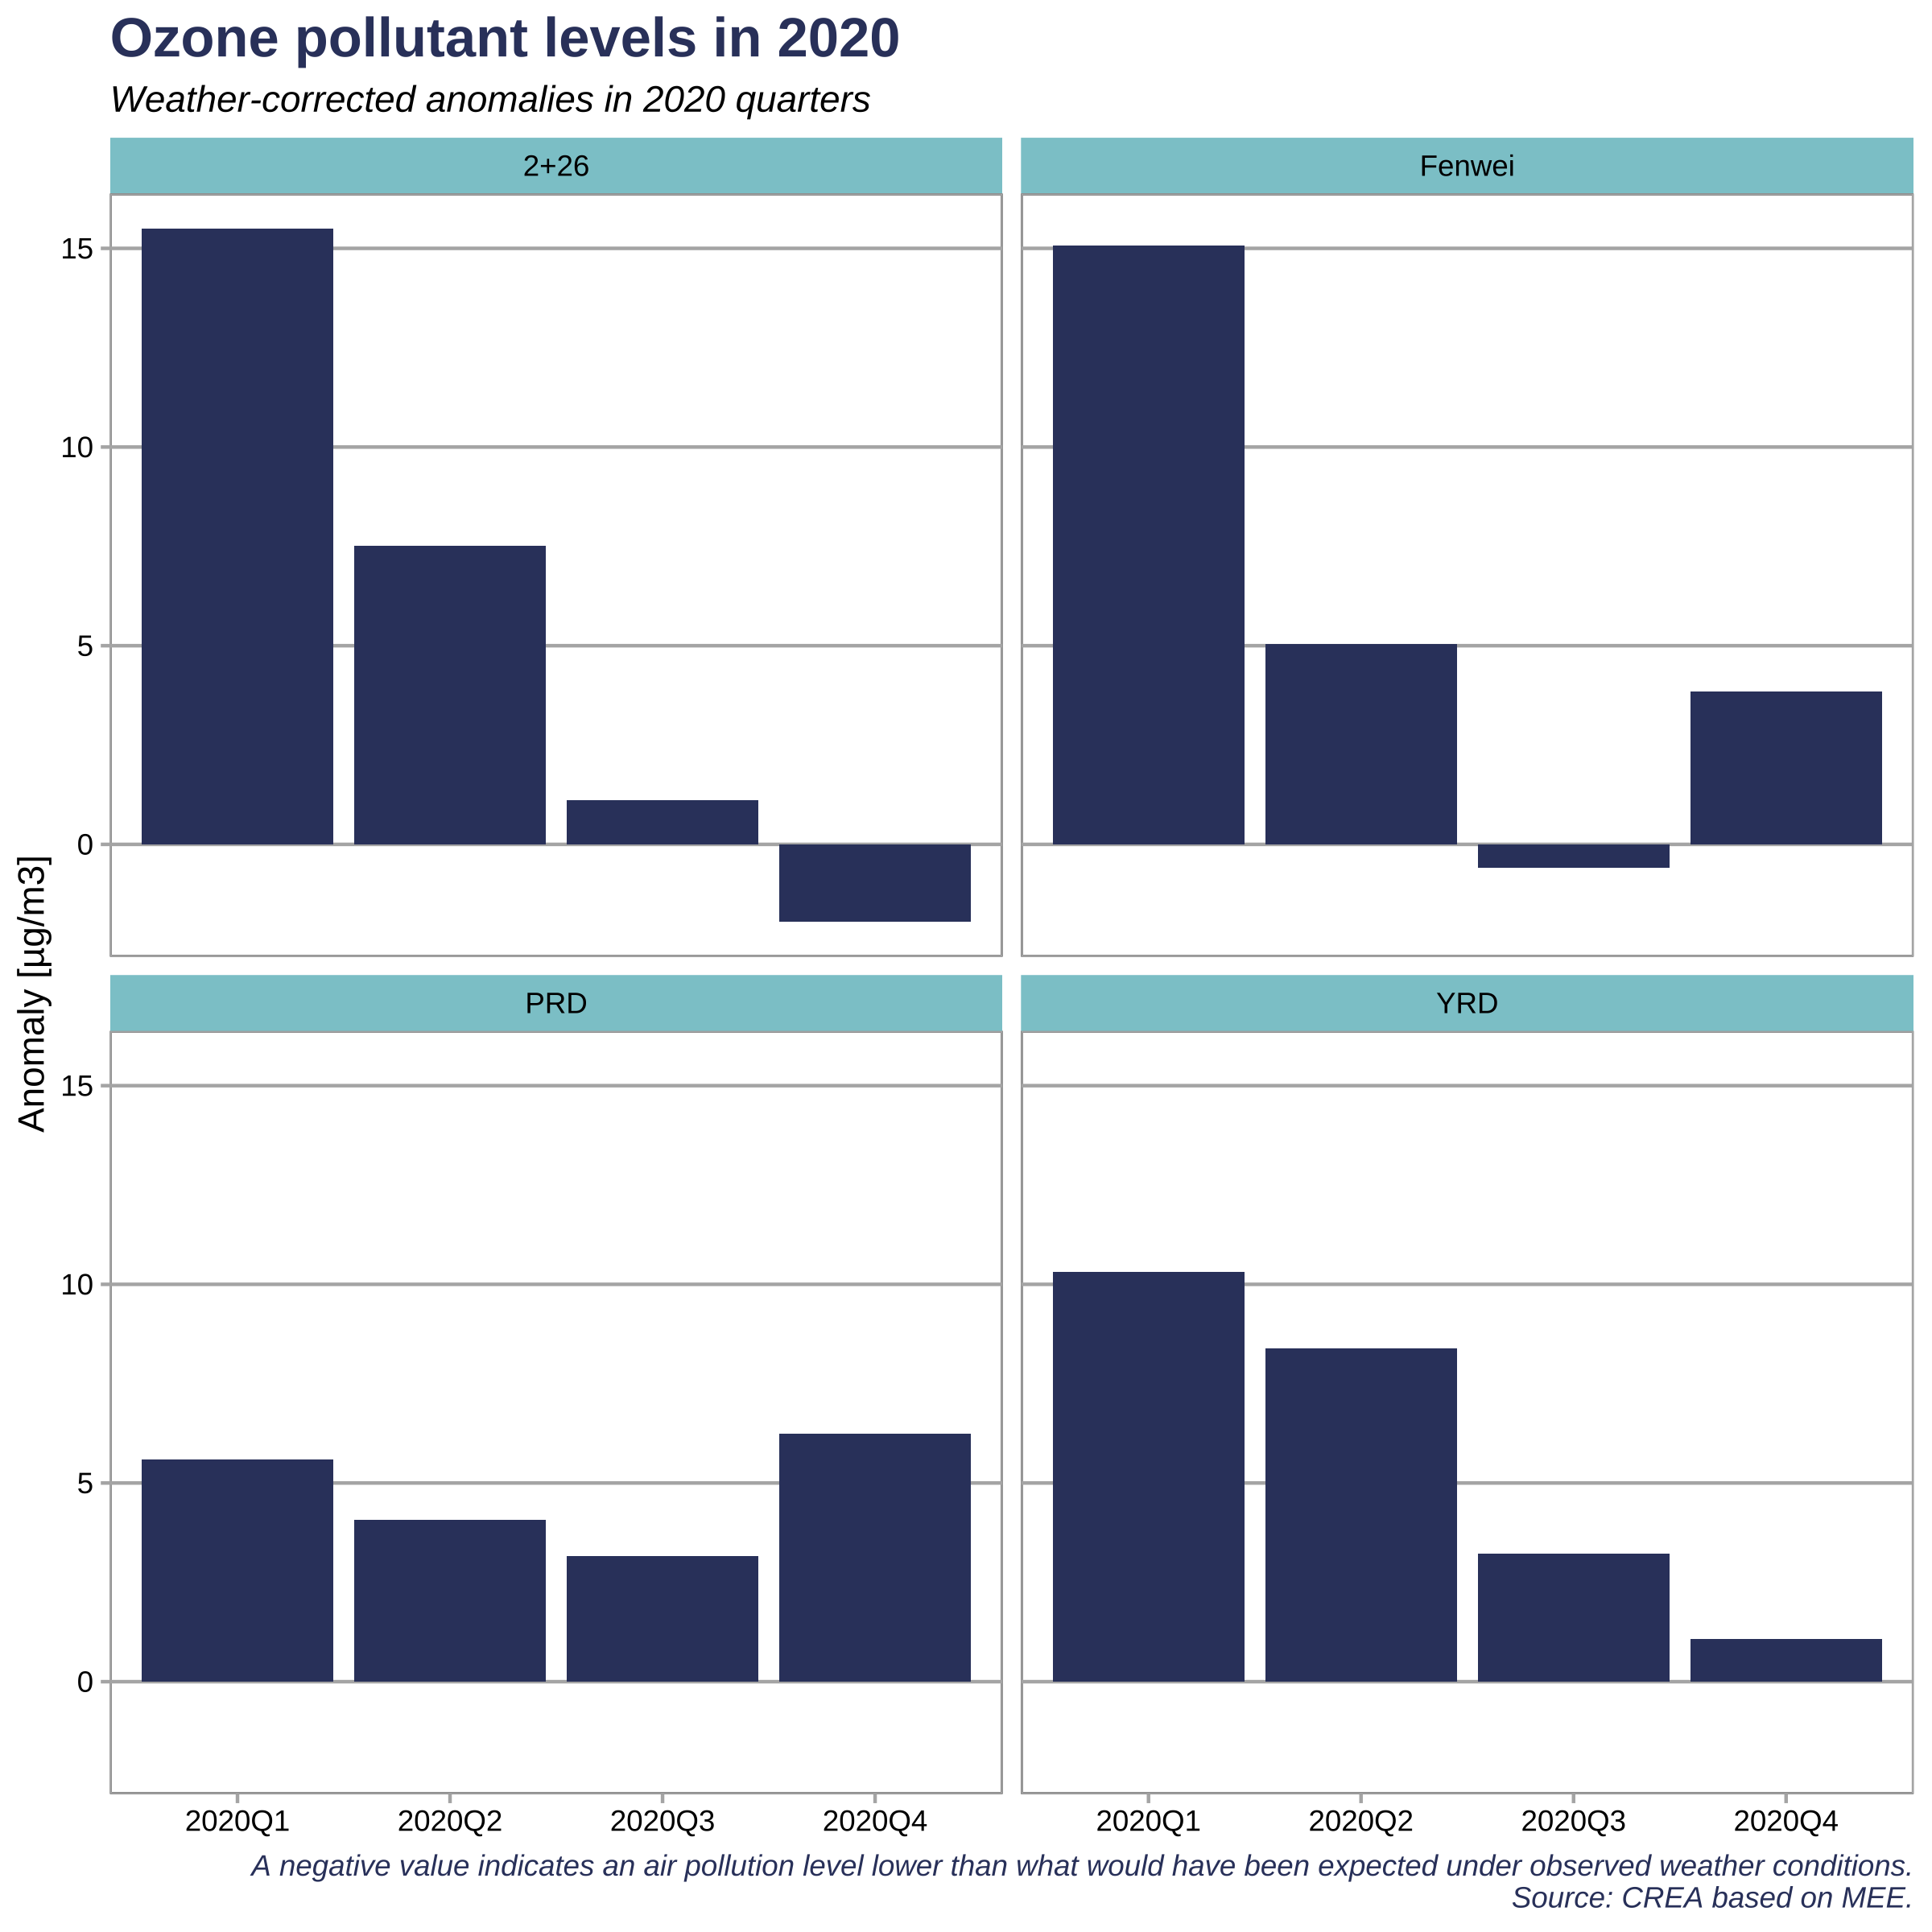 Ozone pollutant levels in 2020
Weather-corrected anomalies in 2020 quarters
2+26
Fenwei
15
10
5
0
Anomaly [µg/m3]
PRD
YRD
15
10
5
0
2020Q1 2020Q2 2020Q3 2020Q4
2020Q1 2020Q2 2020Q3 2020Q4
A negative value indicates an air pollution level lower than what would have been expected under observed weather conditions.
Source: CREA based on MEE.